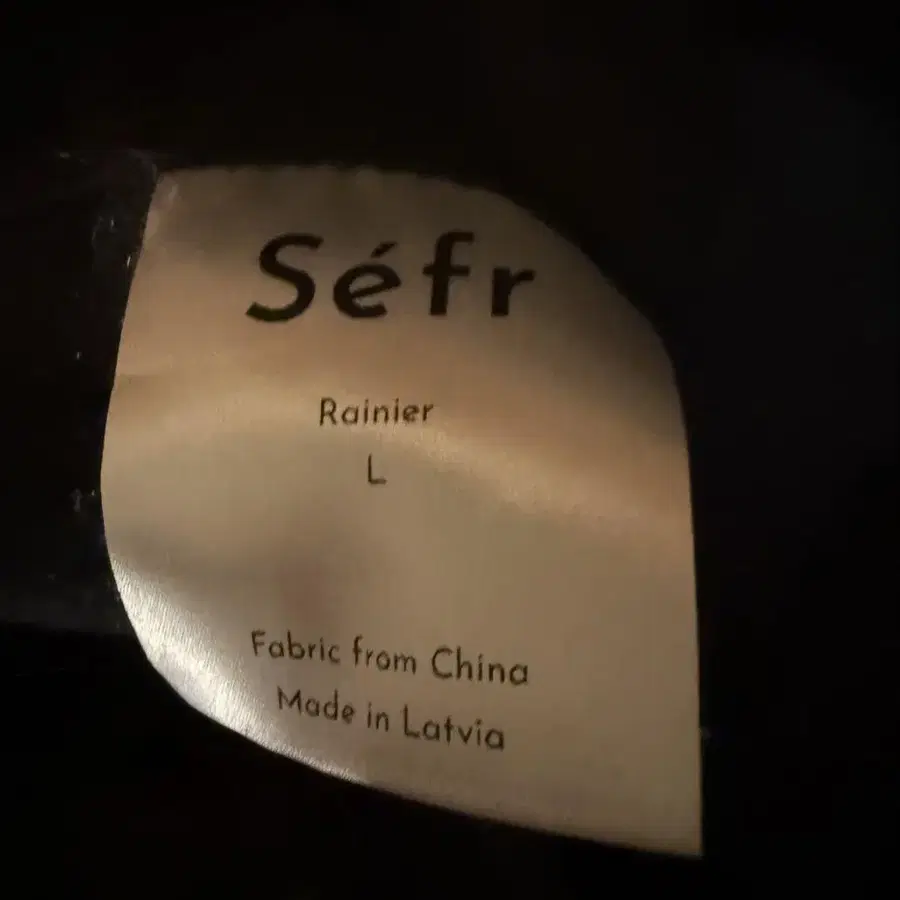 Séfr
Rainier
L
Fabric from China
Made in Latvia